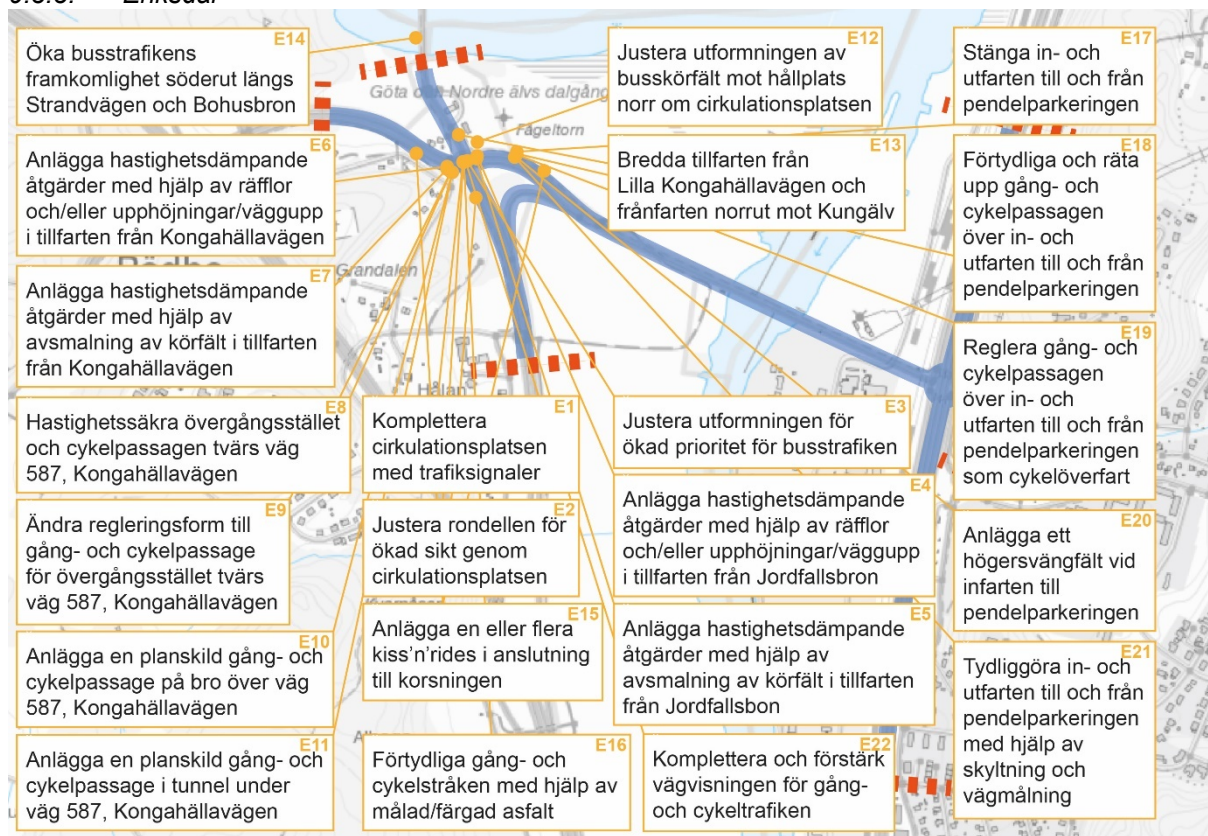 Eriksdal
E14
Öka busstrafikens
framkomlighet söderut längs
Strandvägen och Bohusbron
E12
Justera utformningen av
busskörfält mot hållplats
norr om cirkulationsplatsen
E17
Stänga in- och
utfarten till och från
pendelparkeringen
Göta och Nordre älvs dalgång
Fågeltorn
E6
Anlägga hastighetsdämpande
åtgärder med hjälp av räfflor
och/eller upphöjningar/väggupp
i tillfarten från Kongahällavägen
E13
Bredda tillfarten från
Lilla Kongahällavägen och
frånfarten norrut mot Kungälv
E18
Förtydliga och räta
upp gång- och
cykelpassagen
över in- och
utfarten till och från
pendelparkeringen
Grandalen
E7
Anlägga hastighetsdämpande
åtgärder med hjälp av
avsmalning av körfält i tillfarten
från Kongahällavägen
E19
Reglera gång- och
cykelpassagen
över in- och
utfarten till och från
pendelparkeringen
som cykelöverfart
Hålan
E8
Hastighetssäkra övergångsstället
och cykelpassagen tvärs väg
587, Kongahällavägen
E1
Komplettera
cirkulationsplatsen
med trafiksignaler
E3
Justera utformningen för
ökad prioritet för busstrafiken
E9
Ändra regleringsform till
gång- och cykelpassage
för övergångsstället tvärs
väg 587, Kongahällavägen
E2
Justera rondellen för
ökad sikt genom
cirkulationsplatsen
E4
Anlägga hastighetsdämpande
åtgärder med hjälp av räfflor
och/eller upphöjningar/väggupp
i tillfarten från Jordfallsbron
E20
Anlägga ett
högersvängfält vid
infarten till
pendelparkeringen
E10
Anlägga en planskild gång- och
cykelpassage på bro över väg
587, Kongahällavägen
E15
Anlägga en eller flera
kiss'n'rides i anslutning
till korsningen
E5
Anlägga hastighetsdämpande
åtgärder med hjälp av
avsmalning av körfält i tillfarten
från Jordfallsbon
E21
Tydliggöra in- och
utfarten till och från
pendelparkeringen
med hjälp av
skyltning och
vägmålning
E11
Anlägga en planskild gång- och
cykelpassage i tunnel under
väg 587, Kongahällavägen
E16
Förtydliga gång- och
cykelstråken med hjälp av
målad/färgad asfalt
E22
Komplettera och förstärk
vägvisningen för gång-
och cykeltrafiken